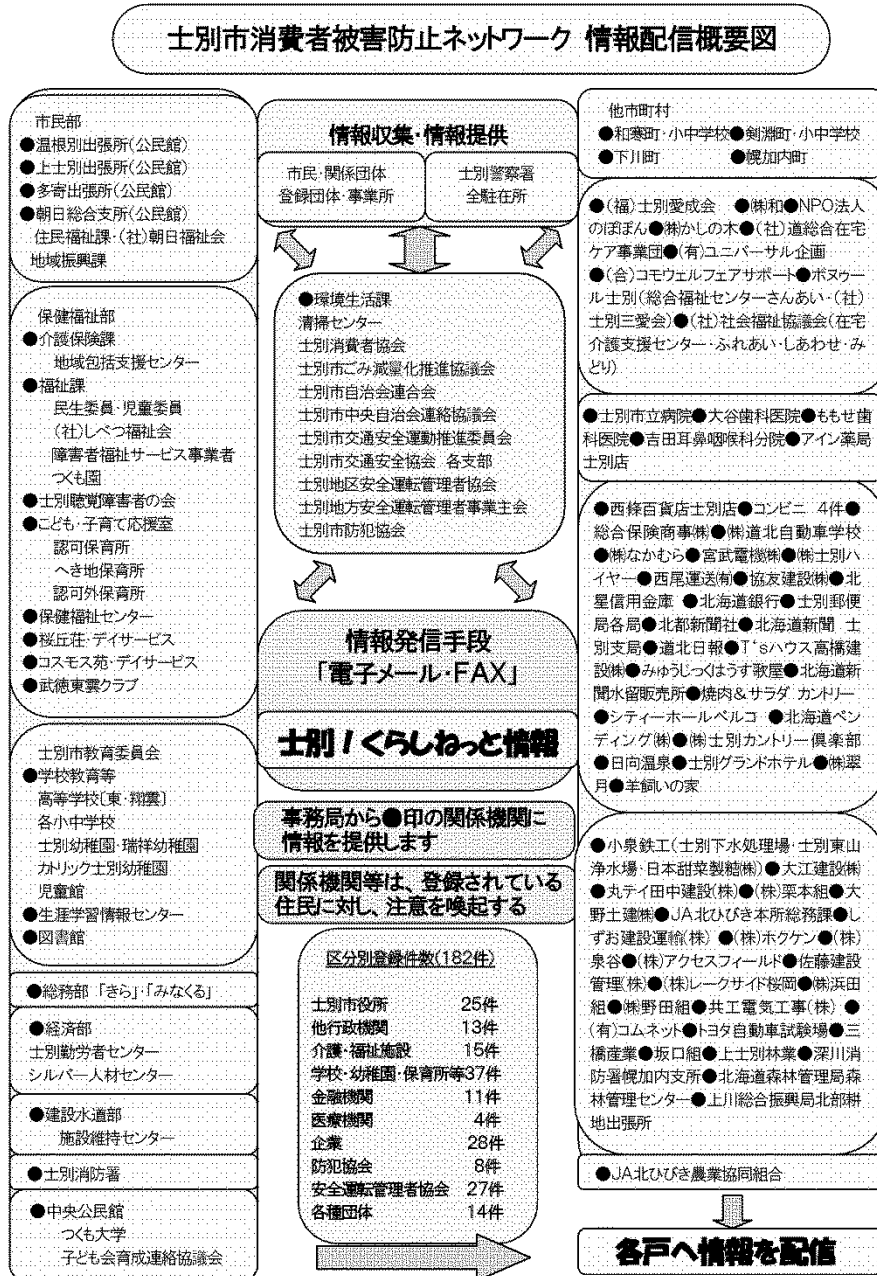 士別市消費者被害防止ネットワーク 情報配信概要図
市民部
●温根別出張所(公民館)
●上士別出張所(公民館)
●多寄出張所(公民館)
●朝日総合支所(公民館)
住民福祉課・(社)朝日福祉会
地域振興課
保健福祉部
●介護保険課
地域包括支援センター
●福祉課
民生委員・児童委員
(社)しべつ福祉会
障害者福祉サービス事業者
つくも園
●士別聴覚障害者の会
●こども・子育て応援室
認可保育所
へき地保育所
認可外保育所
●保健福祉センター
●桜丘荘・デイサービス
●コスモス苑・デイサービス
●武徳東雲クラブ
士別市教育委員会
●学校教育等
高等学校〔東・翔雲〕
各小中学校
士別幼稚園・瑞祥幼稚園
カトリック士別幼稚園
児童館
●生涯学習情報センター
●図書館
●総務部 「きら」・「みなくる」
●経済部
士別勤労者センター
シルバー人材センター
●建設水道部
施設維持センター
●士別消防署
●中央公民館
つくも大学
子ども会育成連絡協議会
情報収集・情報提供
市民・関係団体
登録団体・事業所
士別警察署
全駐在所
●環境生活課
清掃センター
士別消費者協会
士別市ごみ減量化推進協議会
士別市自治会連合会
士別市中央自治会連絡協議会
士別市交通安全運動推進委員会
士別市交通安全協会 各支部
士別地区安全運転管理者協会
士別地方安全運転管理者事業主会
士別市防犯協会
情報発信手段
「電子メール・FAX」
士別！くらしねっと情報
事務局から●印の関係機関に
情報を提供します
関係機関等は、登録されている
住民に対し、注意を喚起する
区分別登録件数(182件)
士別市役所 25件
他行政機関 13件
介護・福祉施設 15件
学校・幼稚園・保育所等37件
金融機関 11件
医療機関 4件
企業 28件
防犯協会 8件
安全運転管理者協会 27件
各種団体 14件
他市町村
●和寒町・小中学校●剣淵町・小中学校
●下川町 ●幌加内町
●(福)士別愛成会 ●㈱和●NPO法人
のぽぽん●㈱かしの木●(社)道総合在宅
ケア事業団●(有)ユニバーサル企画
●(合)コモウェルフェアサポート●ボヌゥー
ル士別(総合福祉センターさんあい・(社)
士別三愛会)●(社)社会福祉協議会(在宅
介護支援センター・ふれあい・しあわせ・み
どり)
●士別市立病院●大谷歯科医院●ももせ歯
科医院●吉田耳鼻咽喉科分院●アイン薬局
士別店
●西條百貨店士別店●コンビニ 4件●
総合保険商事㈱●㈱道北自動車学校
●㈱なかむら●宮武電機㈱●㈱士別ハ
イヤー●西尾運送㈲●協友建設㈱●北
星信用金庫 ●北海道銀行●士別郵便
局各局●北都新聞社●北海道新聞 士
別支局●道北日報●T'sハウス高橋建
設㈱●みゅうじっくはうす歌屋●北海道新
聞水留販売所●焼肉&サラダ カントリー
●シティーホールベルコ ●北海道ベン
ディング㈱●㈱士別カントリー倶楽部
●日向温泉●士別グランドホテル●㈱翠
月●羊飼いの家
●小泉鉄工(士別下水処理場・士別東山
浄水場・日本甜菜製糖㈱)●大江建設㈱
●丸テイ田中建設(株)●(株)栗本組●大
野土建㈱●JA北ひびき本所総務課●し
ずお建設運輸(株) ●(株)ホクケン●(株)
泉谷●(株)アクセスフィールド●佐藤建設
管理(株)●(株)レークサイド桜岡●㈱浜田
組●㈱野田組●共工電気工事(株) ●
(有)コムネット●トヨタ自動車試験場●三
橋産業●坂口組●上士別林業●深川消
防署幌加内支所●北海道森林管理局森
林管理センター●上川総合振興局北部耕
地出張所
●JA北ひびき農業協同組合
各戸へ情報を配信